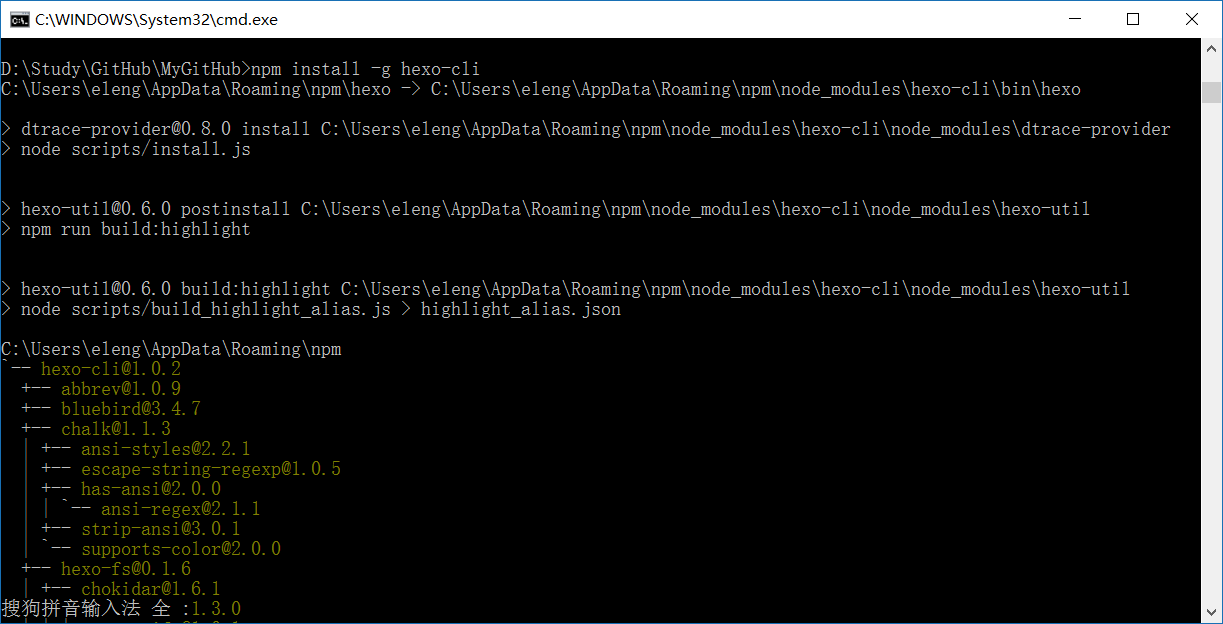 C:\WINDOWS\System32\cmd.exe
D:\Study\GitHub\MyGitHub>npm install -g hexo-cli
C:\Users\eleng\AppData\Roaming\npm\hexo -> C:\Users\eleng\AppData\Roaming\npm\node_modules\hexo-cli\bin\hexo
> dtrace-provider@0.8.0 install C:\Users\eleng\AppData\Roaming\npm\node_modules\hexo-cli\node_modules\dtrace-provider
> node scripts/install.js
> hexo-util@0.6.0 postinstall C:\Users\eleng\AppData\Roaming\npm\node_modules\hexo-cli\node_modules\hexo-util
> npm run build:highlight
> hexo-util@0.6.0 build:highlight C:\Users\eleng\AppData\Roaming\npm\node_modules\hexo-cli\node_modules\hexo-util
> node scripts/build_highlight_alias.js > highlight_alias.json
C:\Users\eleng\AppData\Roaming\npm
`-- hexo-cli@1.0.2
  +-- abbrev@1.0.9
  +-- bluebird@3.4.7
  +-- chalk@1.1.3
  | +-- ansi-styles@2.2.1
  | +-- escape-string-regexp@1.0.5
  | +-- has-ansi@2.0.0
  | | `-- ansi-regex@2.1.1
  | +-- strip-ansi@3.0.1
  | `-- supports-color@2.0.0
  +-- hexo-fs@0.1.6
  | +-- chokidar@1.6.1
搜狗拼音输入法 全 :1.3.0